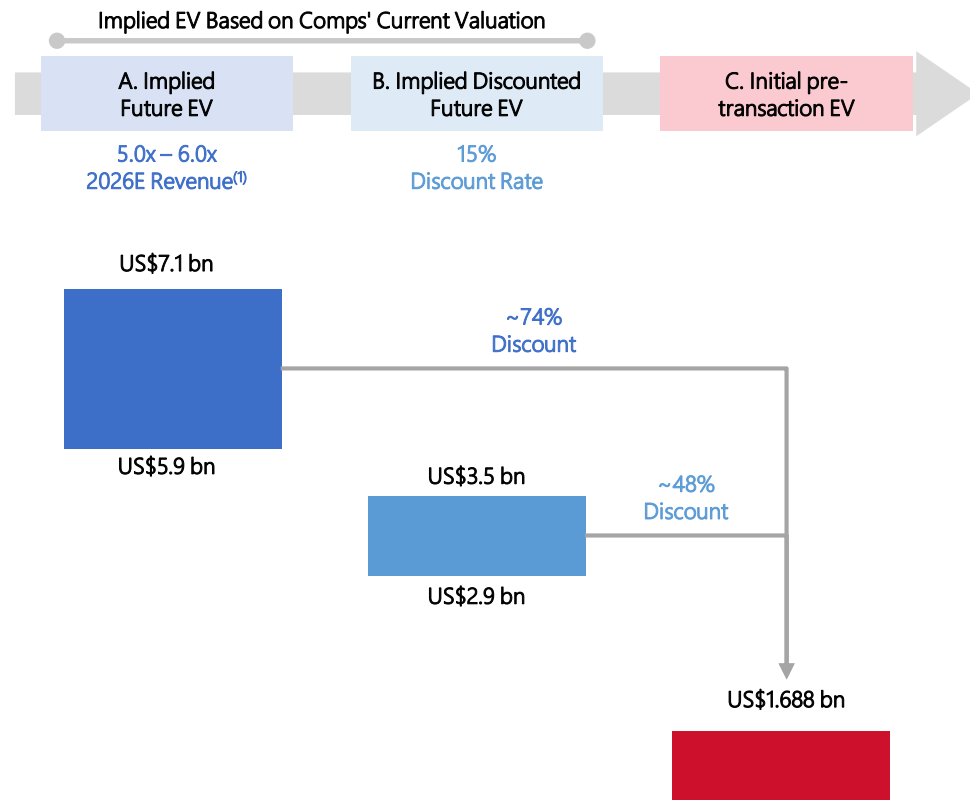 Implied EV Based on Comps' Current Valuation
A. Implied
Future EV
B. Implied Discounted
Future EV
C. Initial pre-
transaction EV
5.0x – 6.0x
2026E Revenue(1)
15%
Discount Rate
US$7.1 bn
~74%
Discount
US$5.9 bn
US$3.5 bn
~48%
Discount
US$2.9 bn
US$1.688 bn